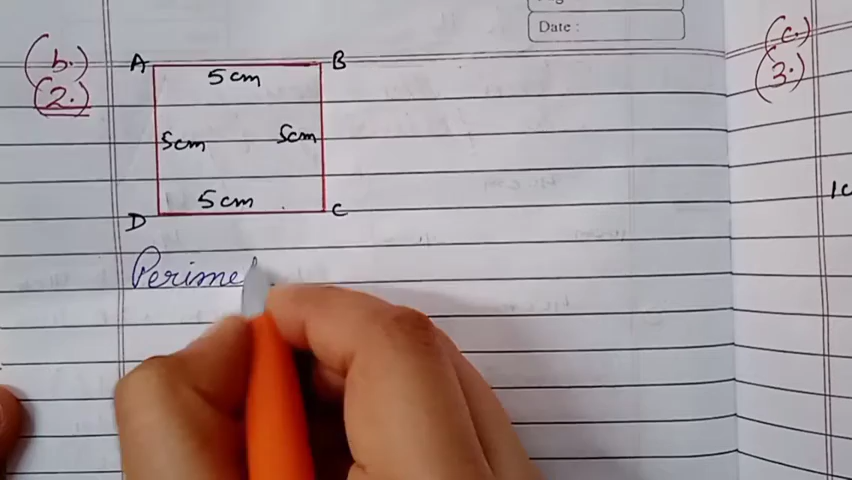 Date :
(b.)
(2.)
A
B
5 cm
5cm
5cm
5 cm
D
C
Perime
(c.)
(3.)